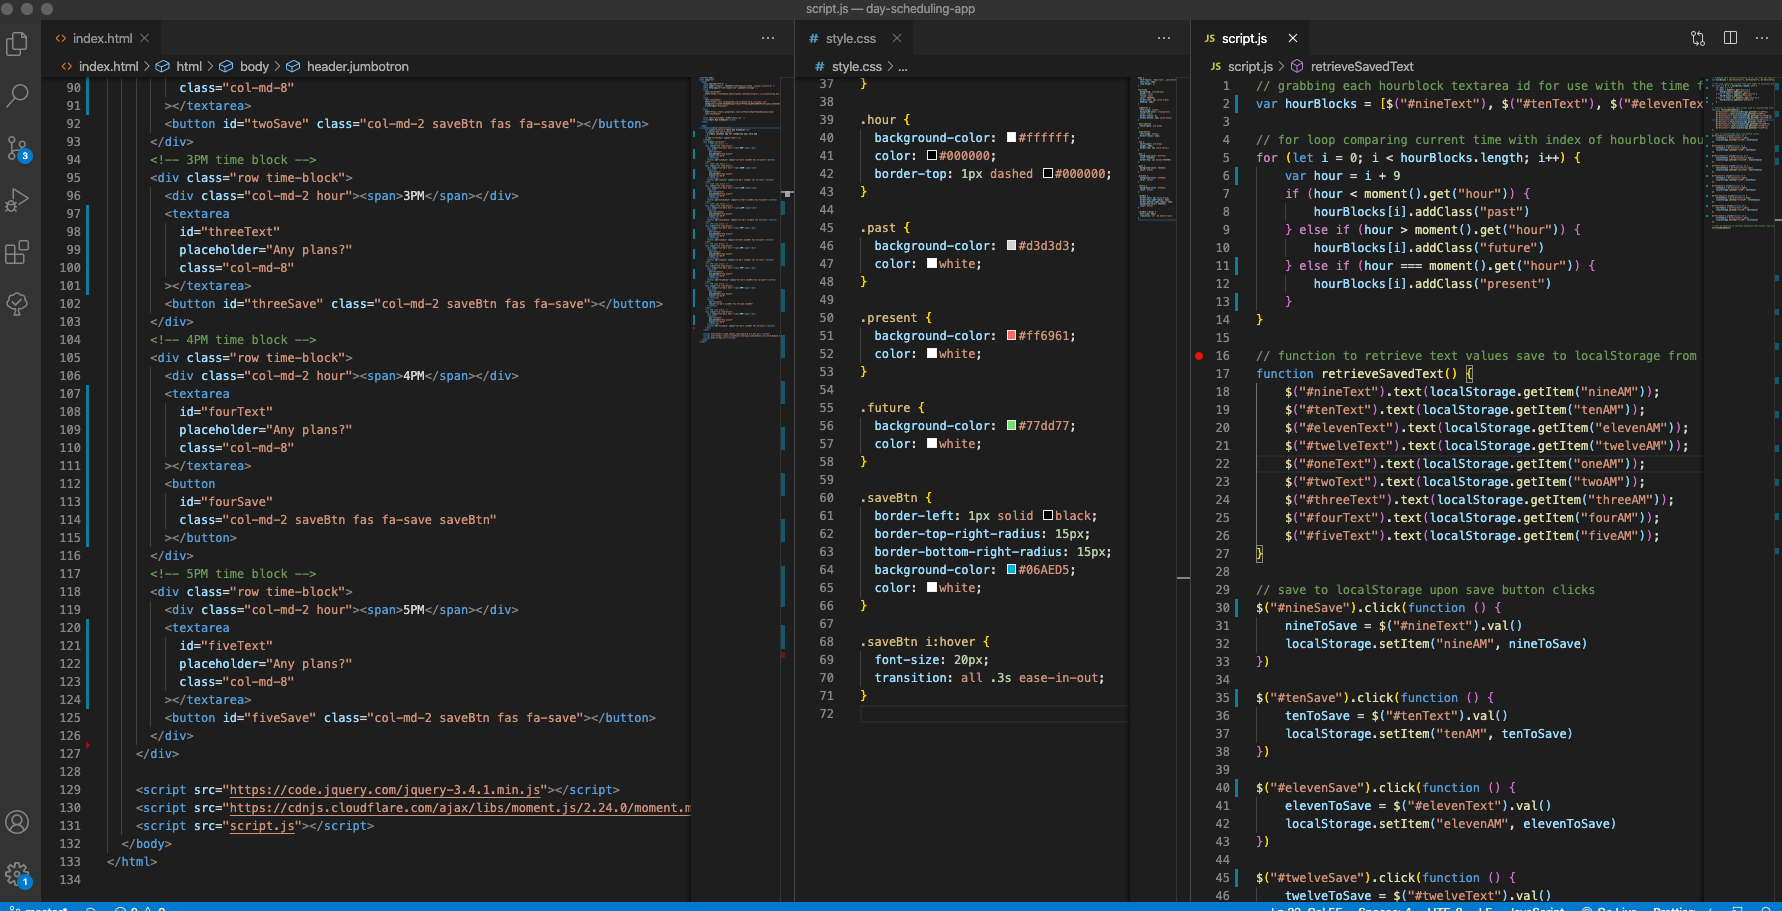 script.js — day-scheduling-app
index.html
index.html > html > body > header.jumbotron
90 class="col-md-8"
91 ></textarea>
92 <button id="twoSave" class="col-md-2 saveBtn fas fa-save"></button>
93 </div>
94 <!-- 3PM time block -->
95 <div class="row time-block">
96 <div class="col-md-2 hour"><span>3PM</span></div>
97 <textarea
98 id="threeText"
99 placeholder="Any plans?"
100 class="col-md-8"
101 ></textarea>
102 <button id="threeSave" class="col-md-2 saveBtn fas fa-save"></button>
103 </div>
104 <!-- 4PM time block -->
105 <div class="row time-block">
106 <div class="col-md-2 hour"><span>4PM</span></div>
107 <textarea
108 id="fourText"
109 placeholder="Any plans?"
110 class="col-md-8"
111 ></textarea>
112 <button
113 id="fourSave"
114 class="col-md-2 saveBtn fas fa-save saveBtn"
115 ></button>
116 </div>
117 <!-- 5PM time block -->
118 <div class="row time-block">
119 <div class="col-md-2 hour"><span>5PM</span></div>
120 <textarea
121 id="fiveText"
122 placeholder="Any plans?"
123 class="col-md-8"
124 ></textarea>
125 <button id="fiveSave" class="col-md-2 saveBtn fas fa-save"></button>
126 </div>
127 </div>
128
129 <script src="https://code.jquery.com/jquery-3.4.1.min.js"></script>
130 <script src="https://cdnjs.cloudflare.com/ajax/libs/moment.js/2.24.0/moment.m
131 <script src="script.js"></script>
132 </body>
133 </html>
134
3
1
# style.css
# style.css > ...
37 }
38
39 .hour {
40 background-color: #ffffff;
41 color: #000000;
42 border-top: 1px dashed #000000;
43 }
44
45 .past {
46 background-color: #d3d3d3;
47 color: white;
48 }
49
50 .present {
51 background-color: #ff6961;
52 color: white;
53 }
54
55 .future {
56 background-color: #77dd77;
57 color: white;
58 }
59
60 .saveBtn {
61 border-left: 1px solid black;
62 border-top-right-radius: 15px;
63 border-bottom-right-radius: 15px;
64 background-color: #06AED5;
65 color: white;
66 }
67
68 .saveBtn i:hover {
69 font-size: 20px;
70 transition: all .3s ease-in-out;
71 }
72
JS script.js
JS script.js > retrieveSavedText
1 // grabbing each hourblock textarea id for use with the time f
2 var hourBlocks = [$("#nineText"), $("#tenText"), $("#elevenTex
3
4 // for loop comparing current time with index of hourblock hou
5 for (let i = 0; i < hourBlocks.length; i++) {
6 var hour = i + 9
7 if (hour < moment().get("hour")) {
8 hourBlocks[i].addClass("past")
9 } else if (hour > moment().get("hour")) {
10 hourBlocks[i].addClass("future")
11 } else if (hour === moment().get("hour")) {
12 hourBlocks[i].addClass("present")
13 }
14 }
15
16 // function to retrieve text values save to localStorage from
17 function retrieveSavedText() {
18 $("#nineText").text(localStorage.getItem("nineAM"));
19 $("#tenText").text(localStorage.getItem("tenAM"));
20 $("#elevenText").text(localStorage.getItem("elevenAM"));
21 $("#twelveText").text(localStorage.getItem("twelveAM"));
22 $("#oneText").text(localStorage.getItem("oneAM"));
23 $("#twoText").text(localStorage.getItem("twoAM"));
24 $("#threeText").text(localStorage.getItem("threeAM"));
25 $("#fourText").text(localStorage.getItem("fourAM"));
26 $("#fiveText").text(localStorage.getItem("fiveAM"));
27 }
28
29 // save to localStorage upon save button clicks
30 $("#nineSave").click(function () {
31 nineToSave = $("#nineText").val()
32 localStorage.setItem("nineAM", nineToSave)
33 })
34
35 $("#tenSave").click(function () {
36 tenToSave = $("#tenText").val()
37 localStorage.setItem("tenAM", tenToSave)
38 })
39
40 $("#elevenSave").click(function () {
41 elevenToSave = $("#elevenText").val()
42 localStorage.setItem("elevenAM", elevenToSave)
43 })
44
45 $("#twelveSave").click(function () {
46 twelveToSave = $("#twelveText").val()